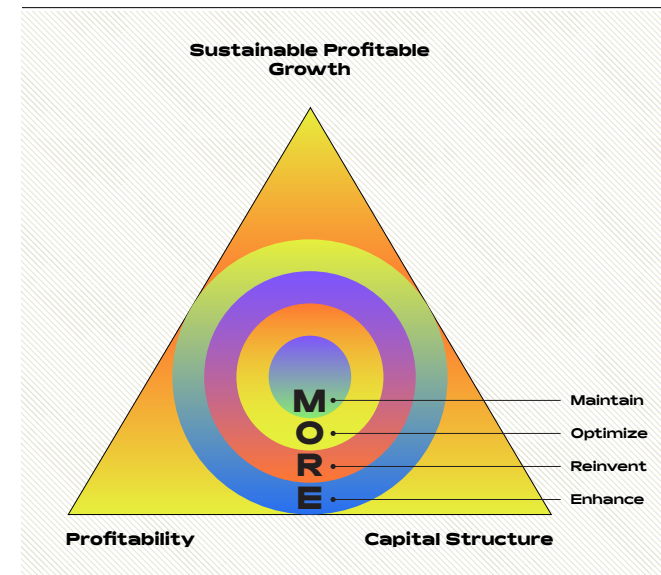 Sustainable Profitable
Growth
M
Maintain
O
Optimize
R
Reinvent
E
Enhance
Profitability
Capital Structure